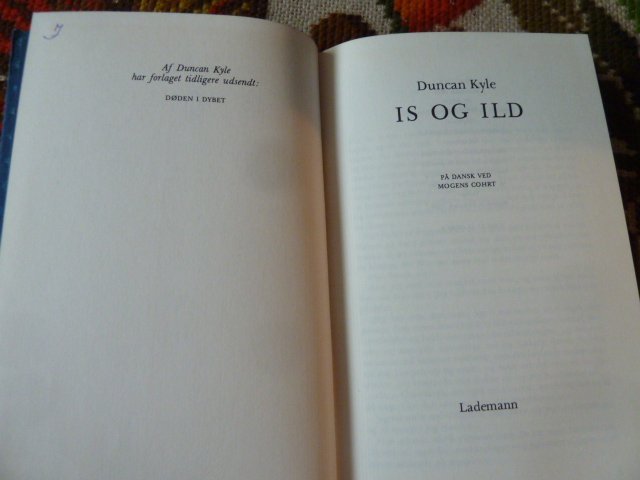 Af Duncan Kyle
har forlaget tidligere udsendt:
DØDEN I DYBET
Duncan Kyle
IS OG ILD
PÅ DANSK VED
MOGENS COHRT
Lademann